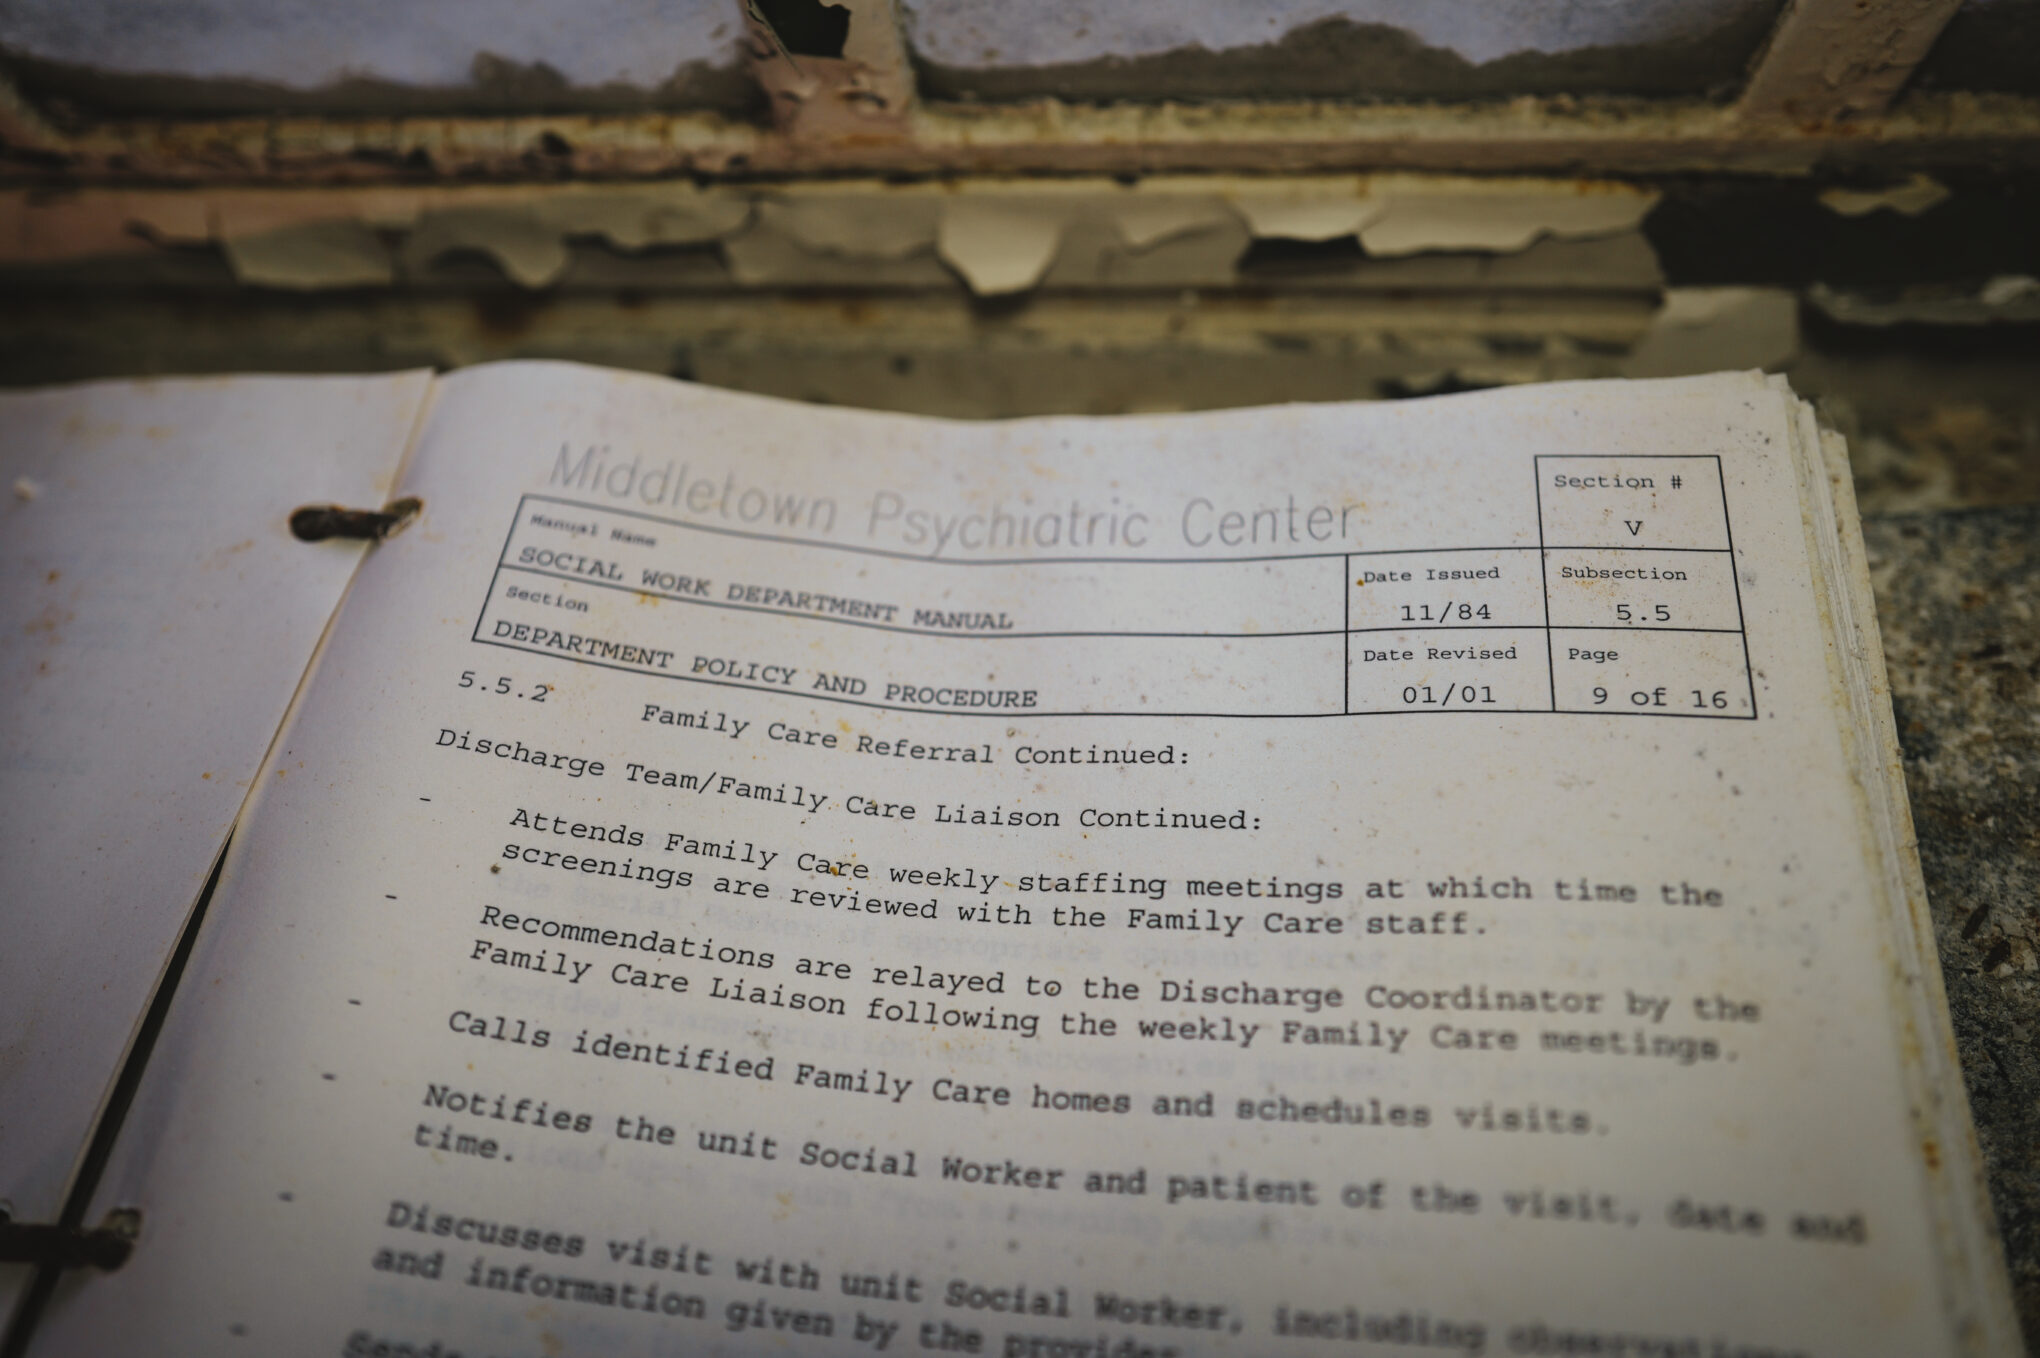 Middletown Psychiatric Center
Section #
V
Manual Name
SOCIAL WORK DEPARTMENT MANUAL
Date Issued
11/84
Subsection
5.5
Section
DEPARTMENT POLICY AND PROCEDURE
Date Revised
01/01
Page
9 of 16
5.5.2 Family Care Referral Continued:
Discharge Team/Family Care Liaison Continued:
- Attends Family Care weekly staffing meetings at which time the
screenings are reviewed with the Family Care staff.
- Recommendations are relayed to the Discharge Coordinator by the
Family Care Liaison following the weekly Family Care meetings.
- Calls identified Family Care homes and schedules visits.
- Notifies the unit Social Worker and patient of the visit, date and
time.
- Discusses visit with unit Social Worker, including observations
and information given by the provider
- Sends